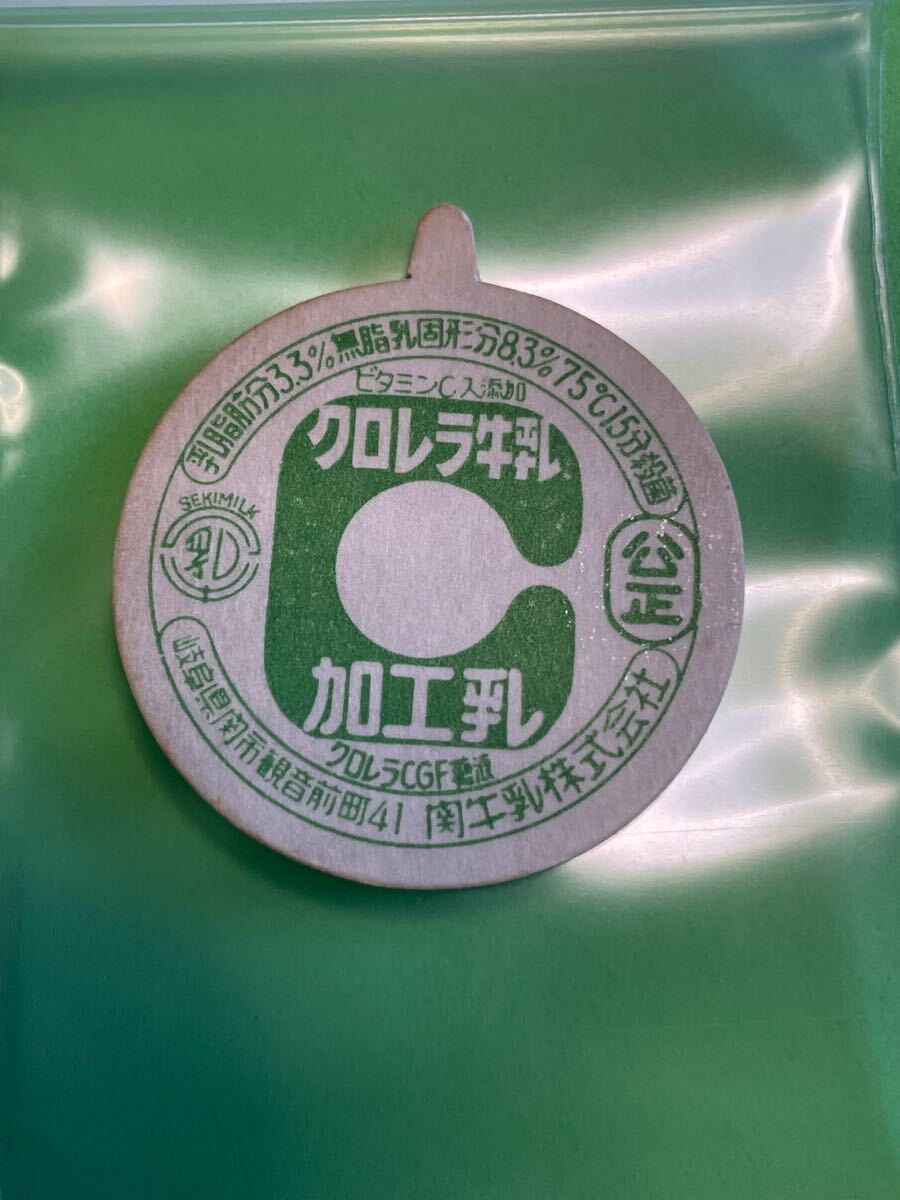 乳脂肪分3.3% 無脂乳固形分8.3% 75℃15分殺菌
ビタミンC入添加
クロレラ牛乳
SEKIMILK
乳
公正
加工乳
クロレラCGF
岐阜県関市観音前町41 関牛乳株式会社